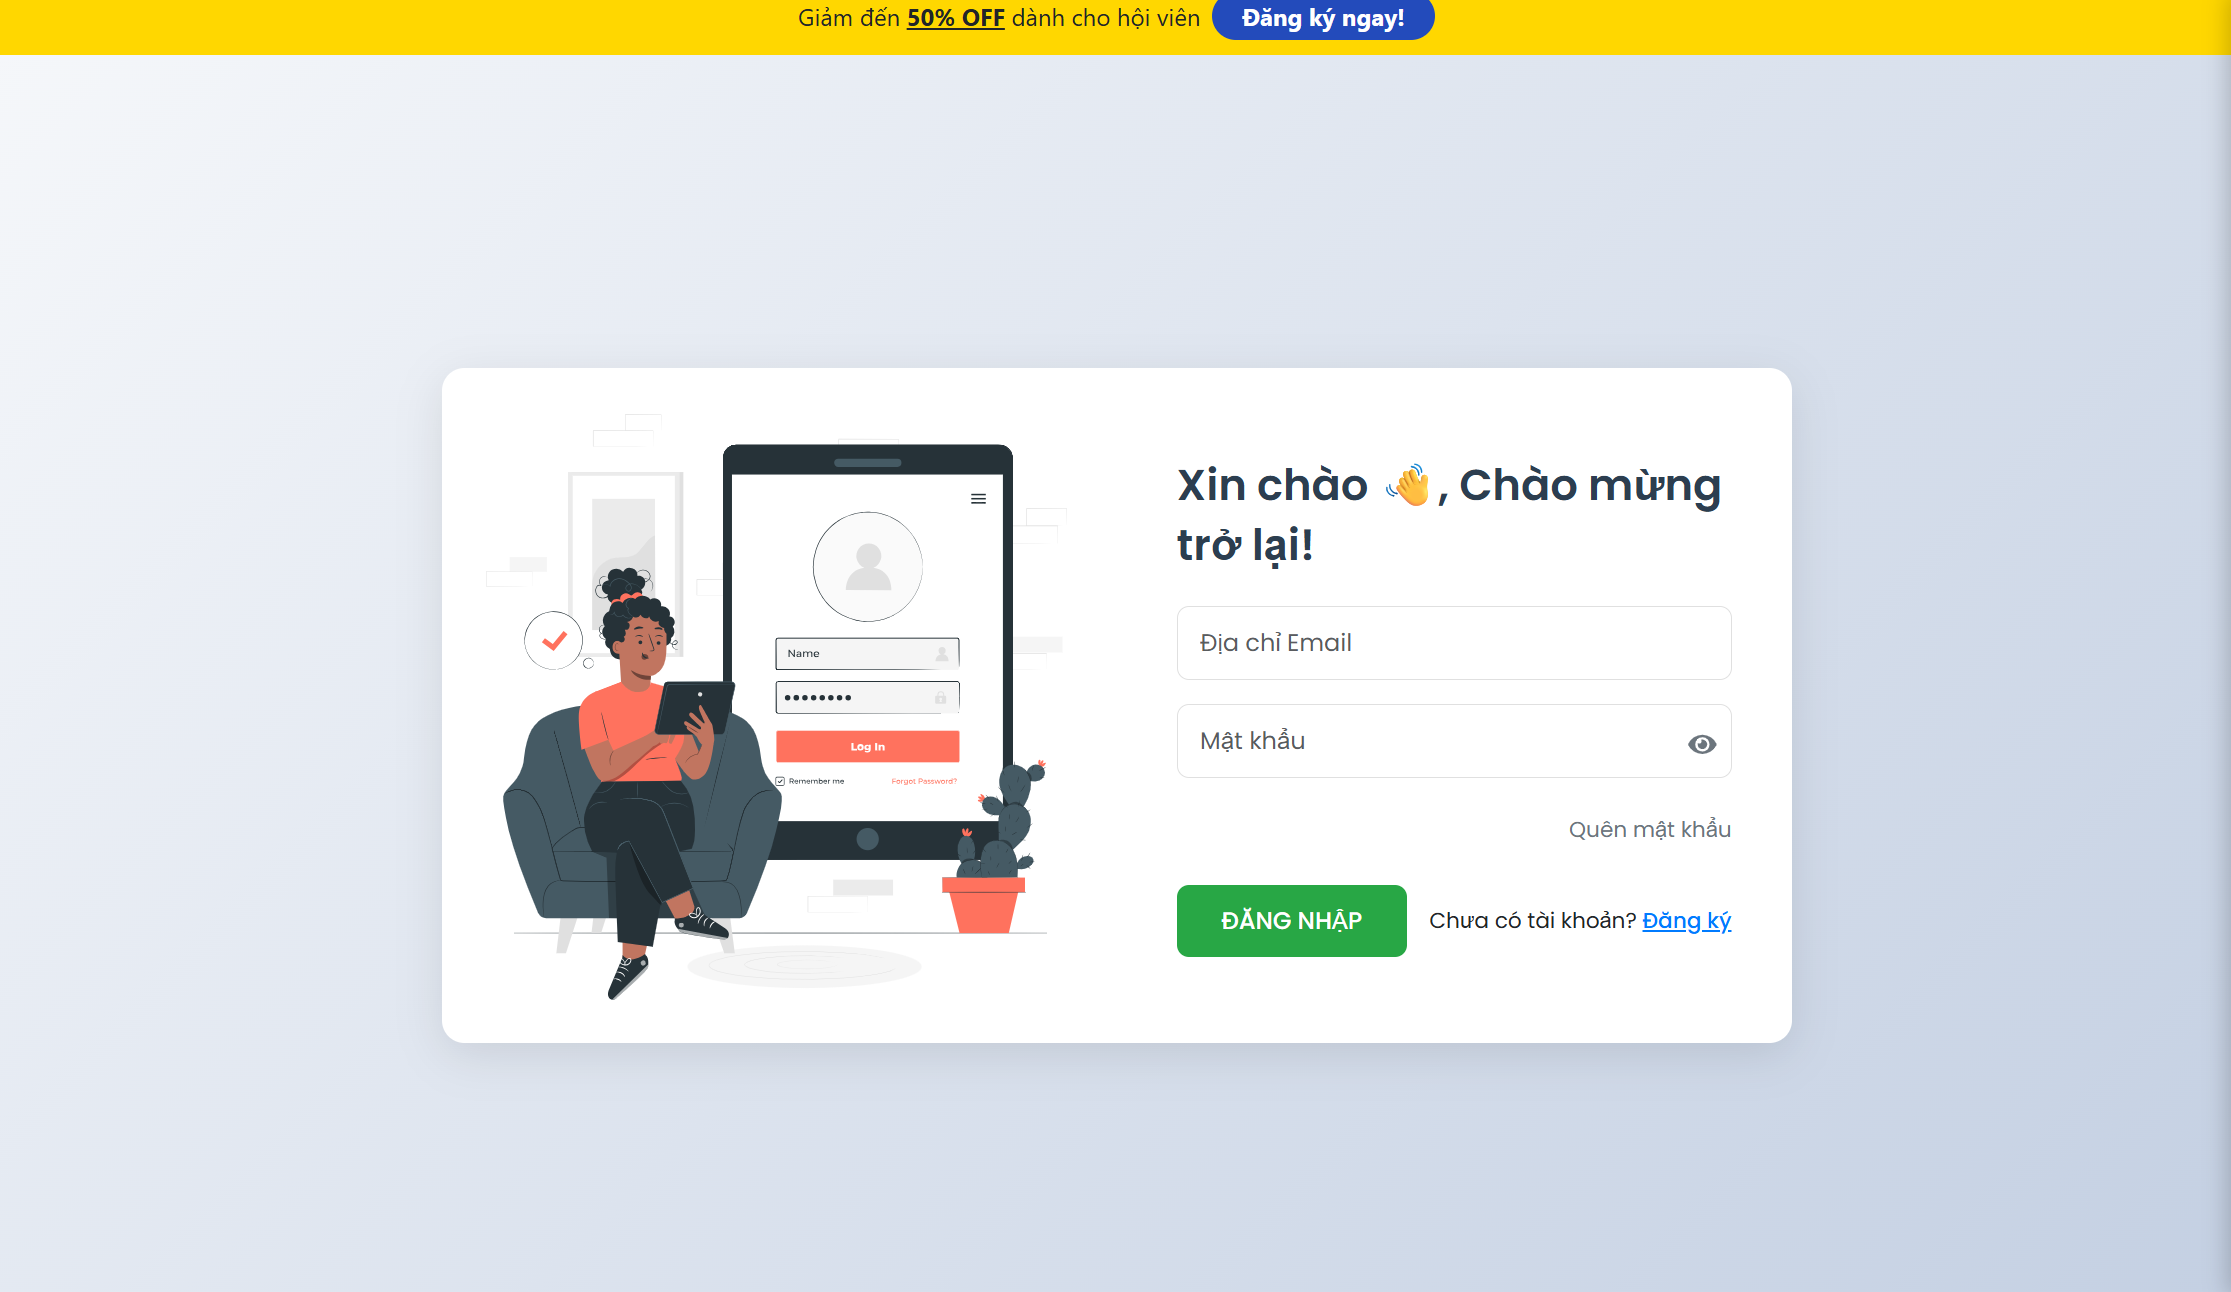 Giảm đến 50% OFF dành cho hội viên Đăng ký ngay!
Name
Log In
Remember me Forgot Password?
Xin chào 👋, Chào mừng
trở lại!
Địa chỉ Email
Mật khẩu
Quên mật khẩu
ĐĂNG NHẬP Chưa có tài khoản? Đăng ký